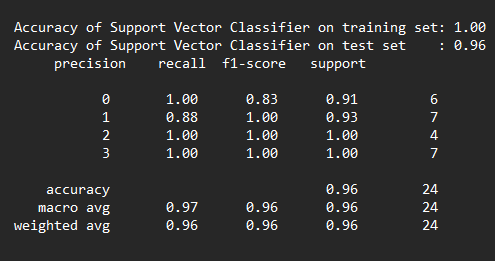 Accuracy of Support Vector Classifier on training set: 1.00
Accuracy of Support Vector Classifier on test set    : 0.96
     precision    recall  f1-score   support

           0       1.00      0.83      0.91         6
           1       0.88      1.00      0.93         7
           2       1.00      1.00      1.00         4
           3       1.00      1.00      1.00         7

    accuracy                           0.96        24
   macro avg       0.97      0.96      0.96        24
weighted avg       0.96      0.96      0.96        24